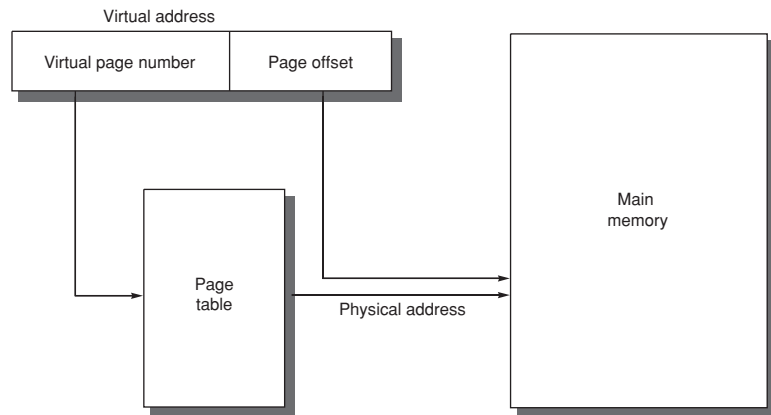 Virtual address
Virtual page number
Page offset
Page
table
Physical address
Main
memory